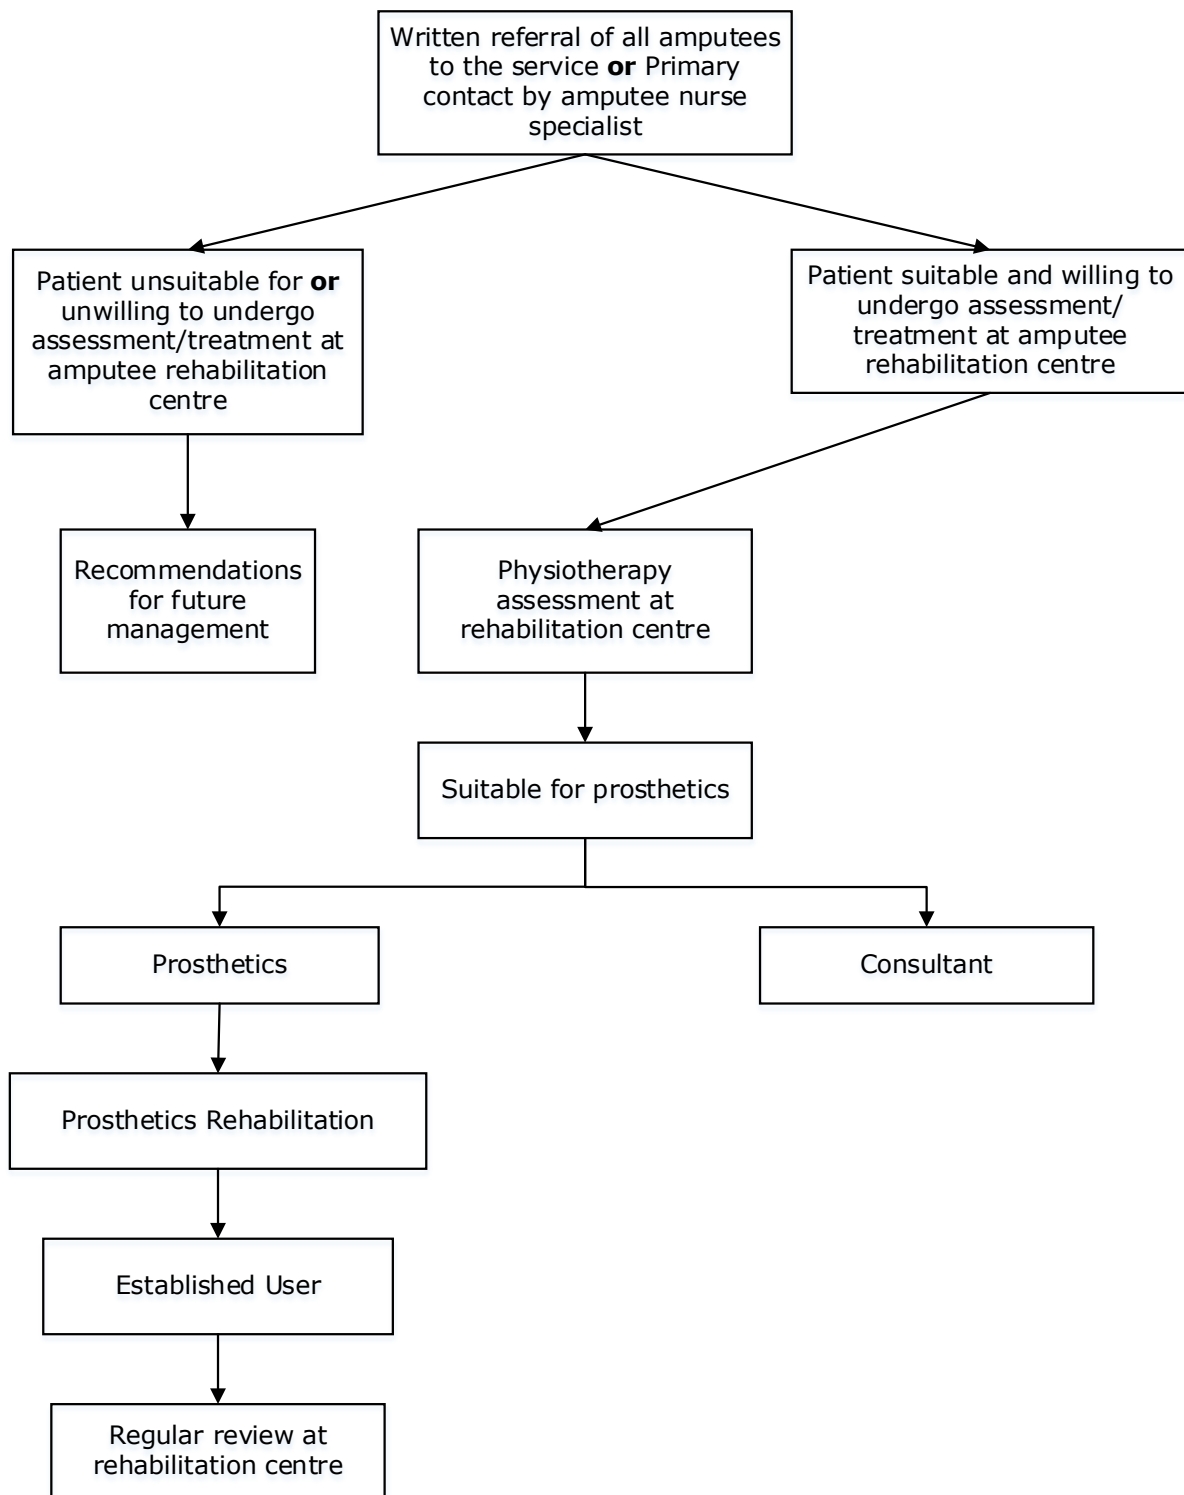 Written referral of all amputees
to the service or Primary
contact by amputee nurse
specialist
Patient unsuitable for or
unwilling to undergo
assessment/treatment at
amputee rehabilitation
centre
Patient suitable and willing to
undergo assessment/
treatment at amputee
rehabilitation centre
Recommendations
for future
management
Physiotherapy
assessment at
rehabilitation centre
Suitable for prosthetics
Prosthetics
Consultant
Prosthetics Rehabilitation
Established User
Regular review at
rehabilitation centre